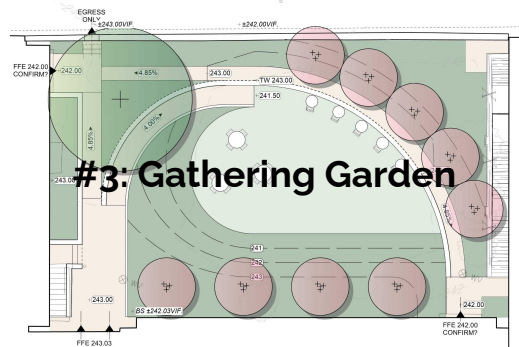 EGRESS
ONLY
±243.00VIF.
±242.00VIF.
FFE 242.00
CONFIRM?
242.00
4.85%
243.00
TW 243.00
241.50
4.00%
4.85%
#3: Gathering Garden
243.0
241
242
243
243.00
BS ±242.03VIF.
242.00
FFE 242.00
CONFIRM?
FFE 243.03